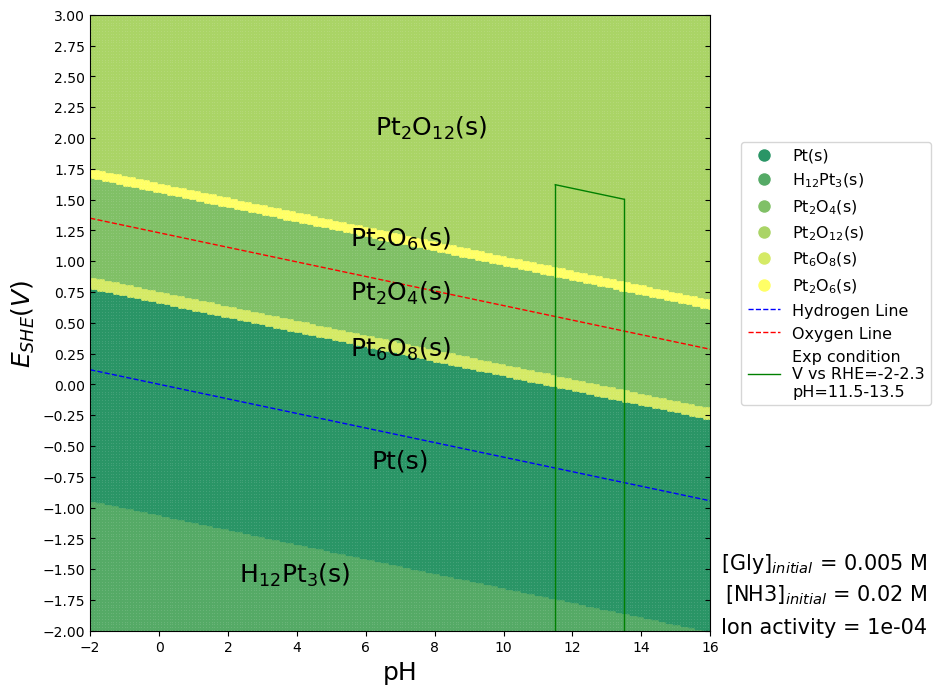 3.00
2.75
2.50
2.25
2.00
1.75
1.50
1.25
1.00
0.75
0.50
0.25
0.00
−0.25
−0.50
−0.75
−1.00
−1.25
−1.50
−1.75
−2.00
E_SHE(V)
Pt₂O₁₂(s)
Pt₂O₆(s)
Pt₂O₄(s)
Pt₆O₈(s)
Pt(s)
H₁₂Pt₃(s)
−2 0 2 4 6 8 10 12 14 16
pH
Pt(s)
H₁₂Pt₃(s)
Pt₂O₄(s)
Pt₂O₁₂(s)
Pt₆O₈(s)
Pt₂O₆(s)
Hydrogen Line
Oxygen Line
Exp condition
V vs RHE=-2-2.3
pH=11.5-13.5
[Gly]initial = 0.005 M
[NH3]initial = 0.02 M
Ion activity = 1e-04